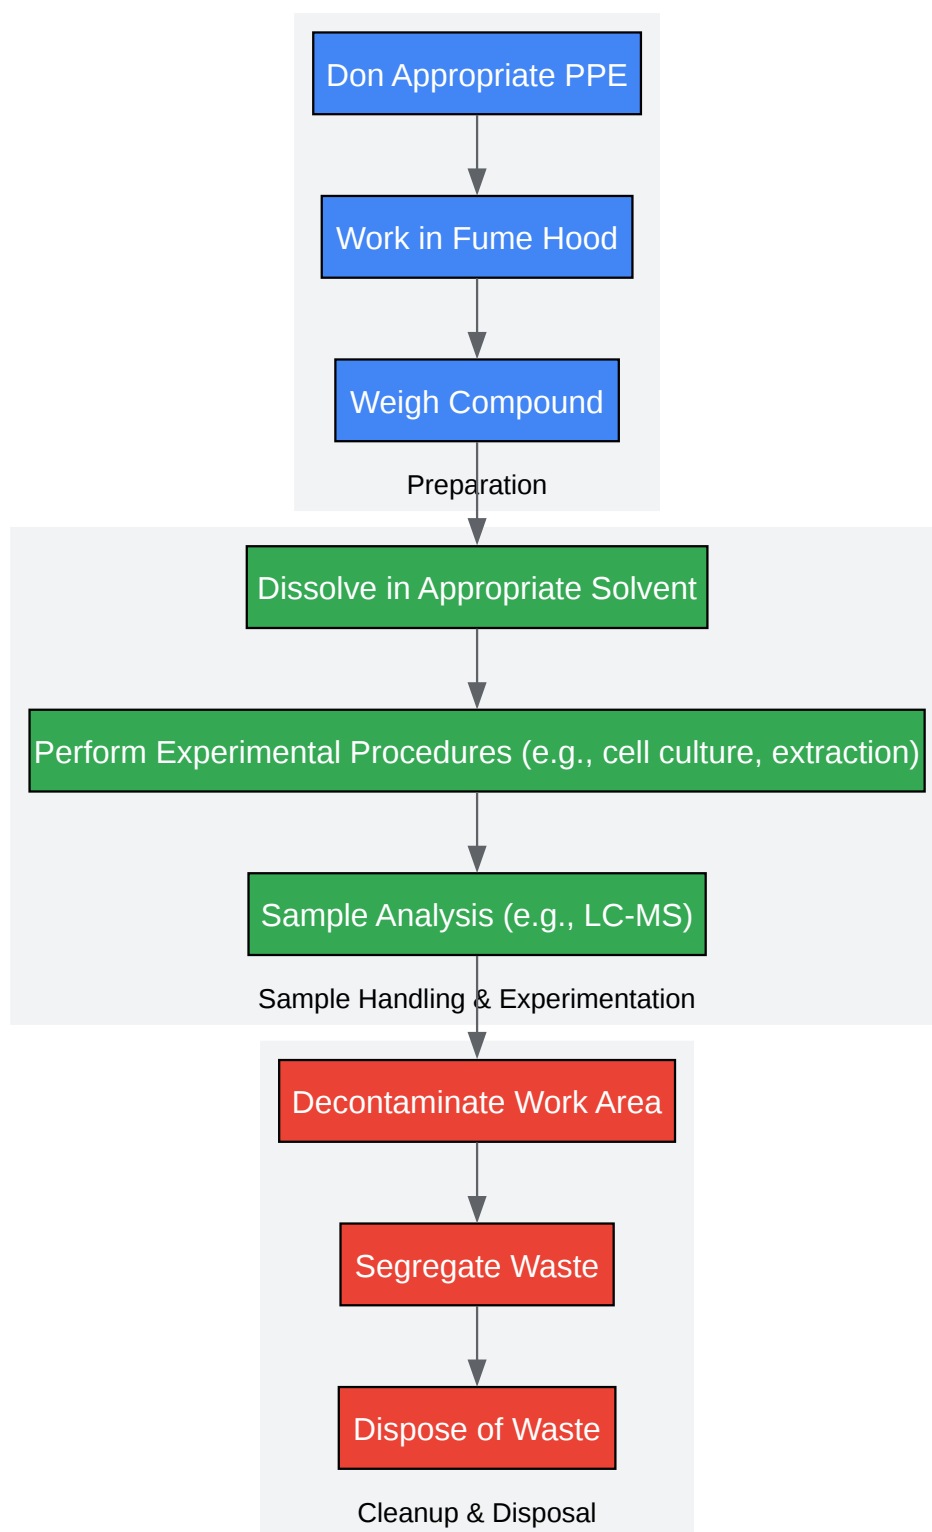 Don Appropriate PPE
Work in Fume Hood
Weigh Compound
Preparation
Dissolve in Appropriate Solvent
Perform Experimental Procedures (e.g., cell culture, extraction)
Sample Analysis (e.g., LC-MS)
Sample Handling & Experimentation
Decontaminate Work Area
Segregate Waste
Dispose of Waste
Cleanup & Disposal